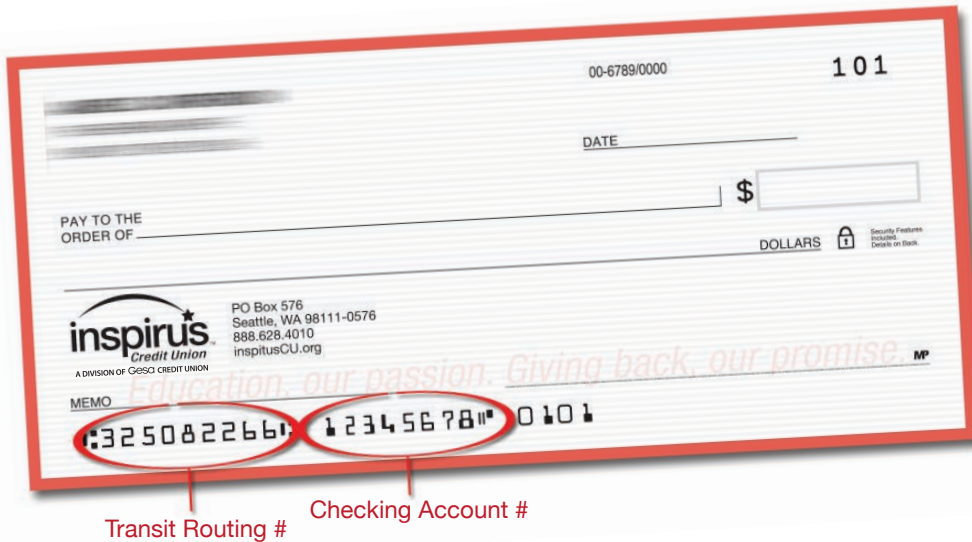 00-6789/0000
101
DATE
PAY TO THE
ORDER OF
$
DOLLARS
Security Features
Included.
Details on Back.
inspirus
Credit Union
A DIVISION OF Gesa CREDIT UNION
PO Box 576
Seattle, WA 98111-0576
888.628.4010
inspitusCU.org
Education, our passion. Giving back, our promise.
MP
MEMO
⑆325082266⑆ 12345678⑈ 0101
Transit Routing #
Checking Account #